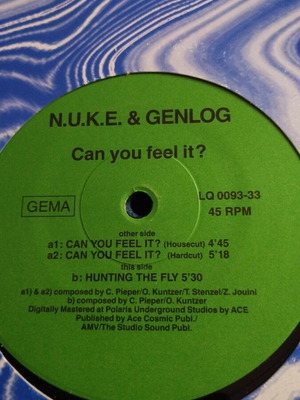 N.U.K.E. & GENLOG
Can you feel it?
GEMA
LQ 0093-33
45 RPM
other side
a1: CAN YOU FEEL IT? (Housecut) 4'45
a2: CAN YOU FEEL IT? (Hardcut) 5'18
this side
b: HUNTING THE FLY 5'30
a1) & a2) composed by C. Pieper/O. Kuntzer/T. Stenzel/Z. Jouini
b) composed by C. Pieper/O. Kuntzer
Digitally Mastered at Polaris Underground Studios by ACE
Published by Ace Cosmic Publ./
AMV/The Studio Sound Publ.